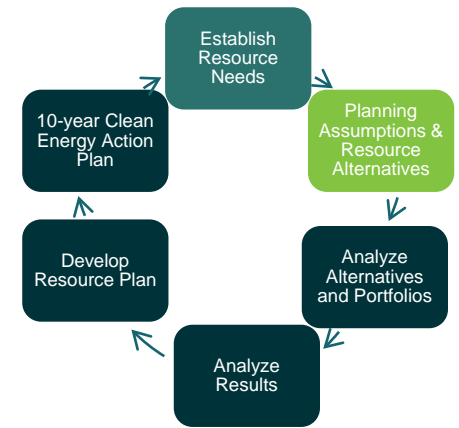 Establish
Resource
Needs
Planning
Assumptions &
Resource
Alternatives
Analyze
Alternatives
and Portfolios
Analyze
Results
Develop
Resource Plan
10-year Clean
Energy Action
Plan